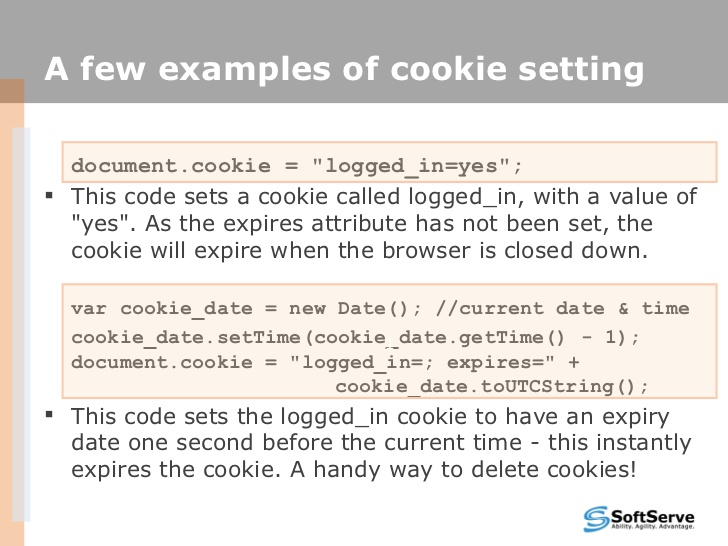 A few examples of cookie setting
document.cookie = "logged_in=yes";
▪ This code sets a cookie called logged_in, with a value of
"yes". As the expires attribute has not been set, the
cookie will expire when the browser is closed down.
var cookie_date = new Date(); //current date & time
cookie_date.setTime(cookie_date.getTime() - 1);
document.cookie = "logged_in=; expires=" +
cookie_date.toUTCString();
▪ This code sets the logged_in cookie to have an expiry
date one second before the current time - this instantly
expires the cookie. A handy way to delete cookies!
SoftServe
Ability. Agility. Advantage.